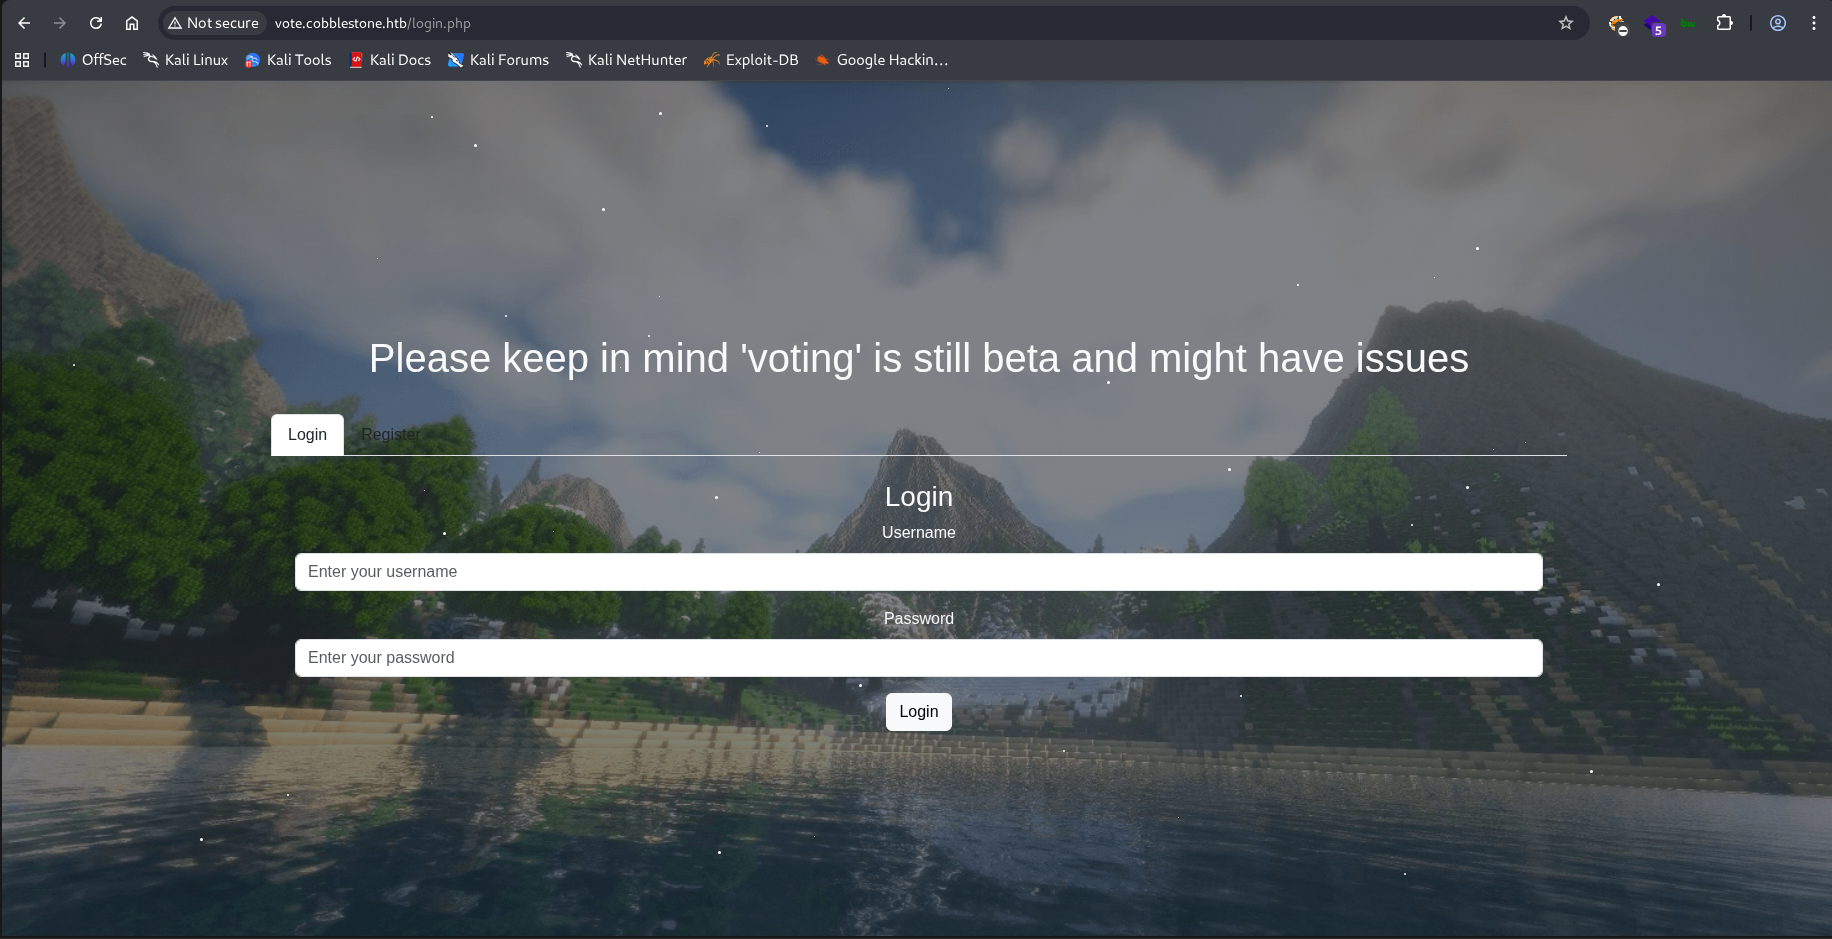 Not secure vote.cobblestone.htb/login.php
5
OffSec Kali Linux Kali Tools Kali Docs Kali Forums Kali NetHunter Exploit-DB Google Hackin...
Please keep in mind 'voting' is still beta and might have issues
Login Register
Login
Username
Enter your username
Password
Enter your password
Login